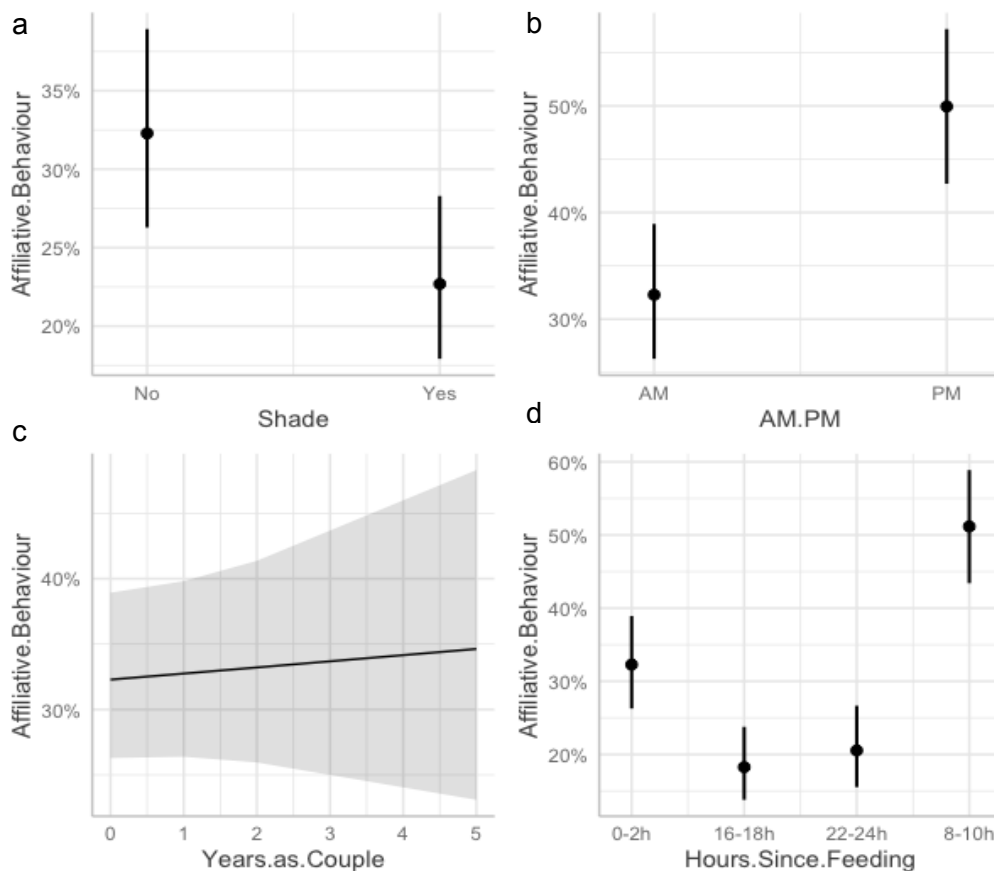 a
Affiliative.Behaviour
35%
30%
25%
20%
No Yes
Shade
b
Affiliative.Behaviour
50%
40%
30%
AM PM
AM.PM
c
Affiliative.Behaviour
40%
30%
0 1 2 3 4 5
Years.as.Couple
d
Affiliative.Behaviour
60%
50%
40%
30%
20%
0-2h 16-18h 22-24h 8-10h
Hours.Since.Feeding